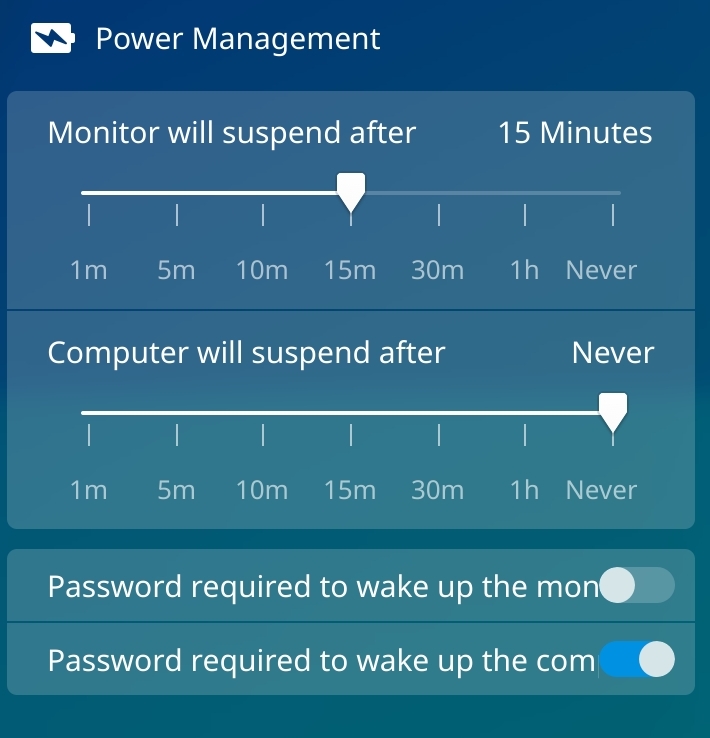 Power Management
Monitor will suspend after 15 Minutes
1m 5m 10m 15m 30m 1h Never
Computer will suspend after Never
1m 5m 10m 15m 30m 1h Never
Password required to wake up the mon
Password required to wake up the com